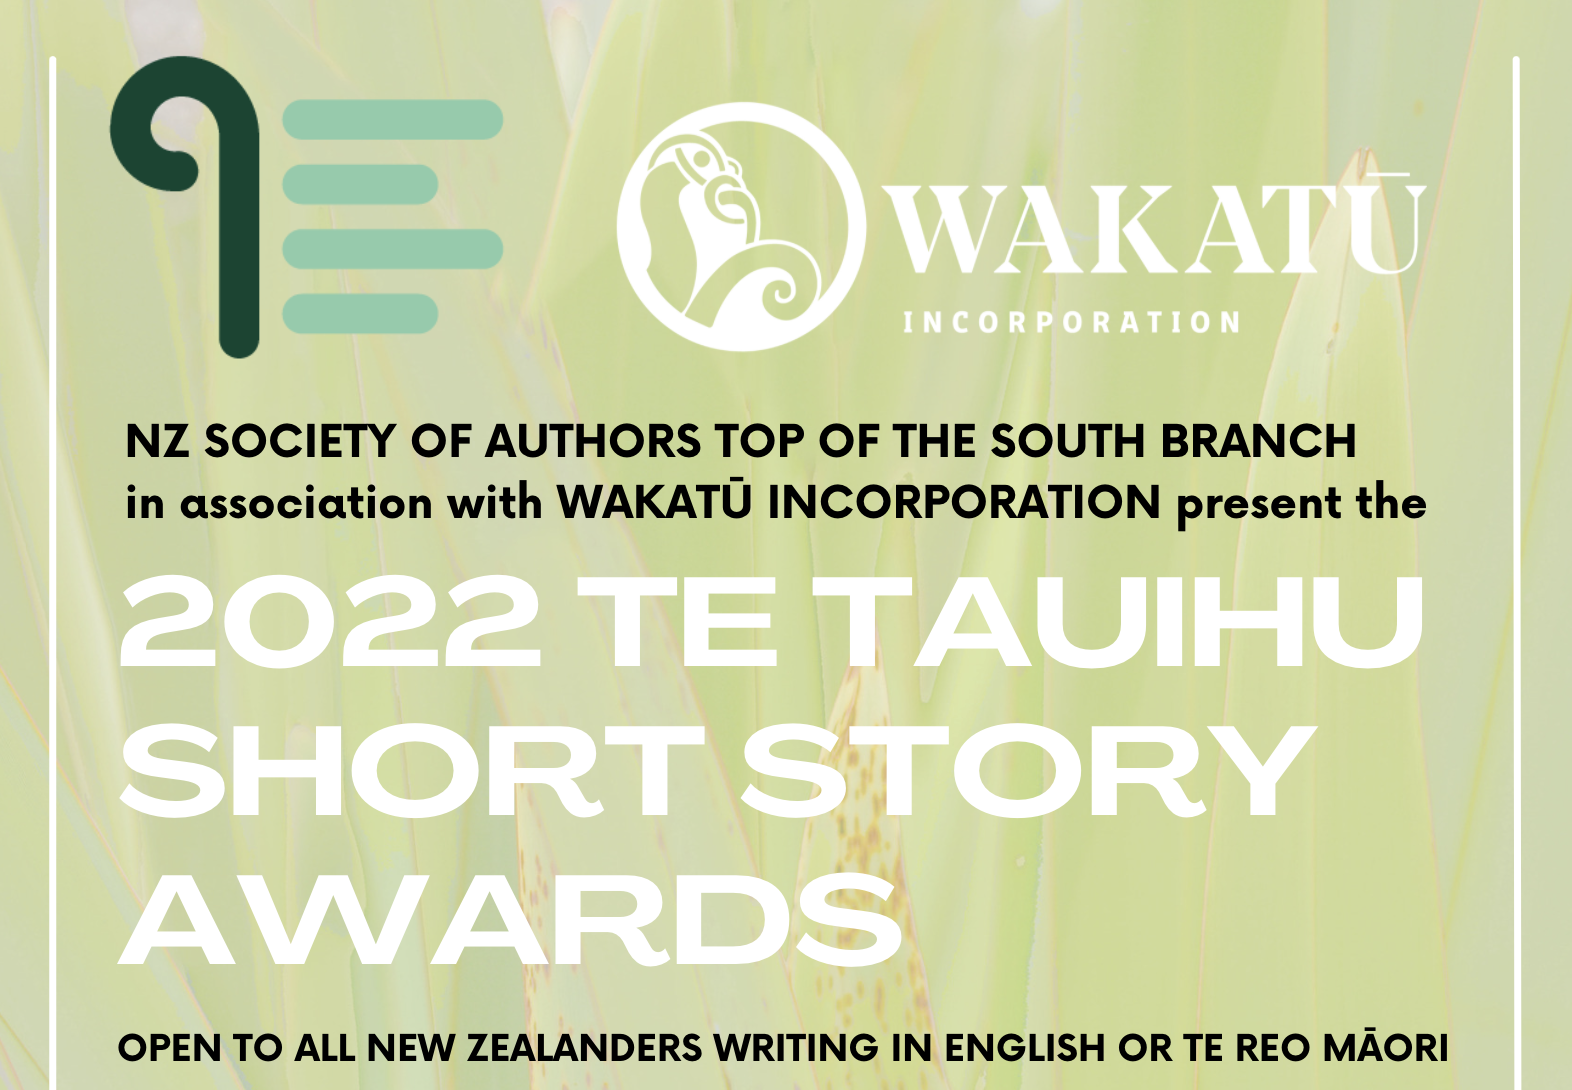 WAKATŪ
INCORPORATION
NZ SOCIETY OF AUTHORS TOP OF THE SOUTH BRANCH
in association with WAKATŪ INCORPORATION present the
2022 TE TAUIHU
SHORT STORY
AWARDS
OPEN TO ALL NEW ZEALANDERS WRITING IN ENGLISH OR TE REO MĀORI